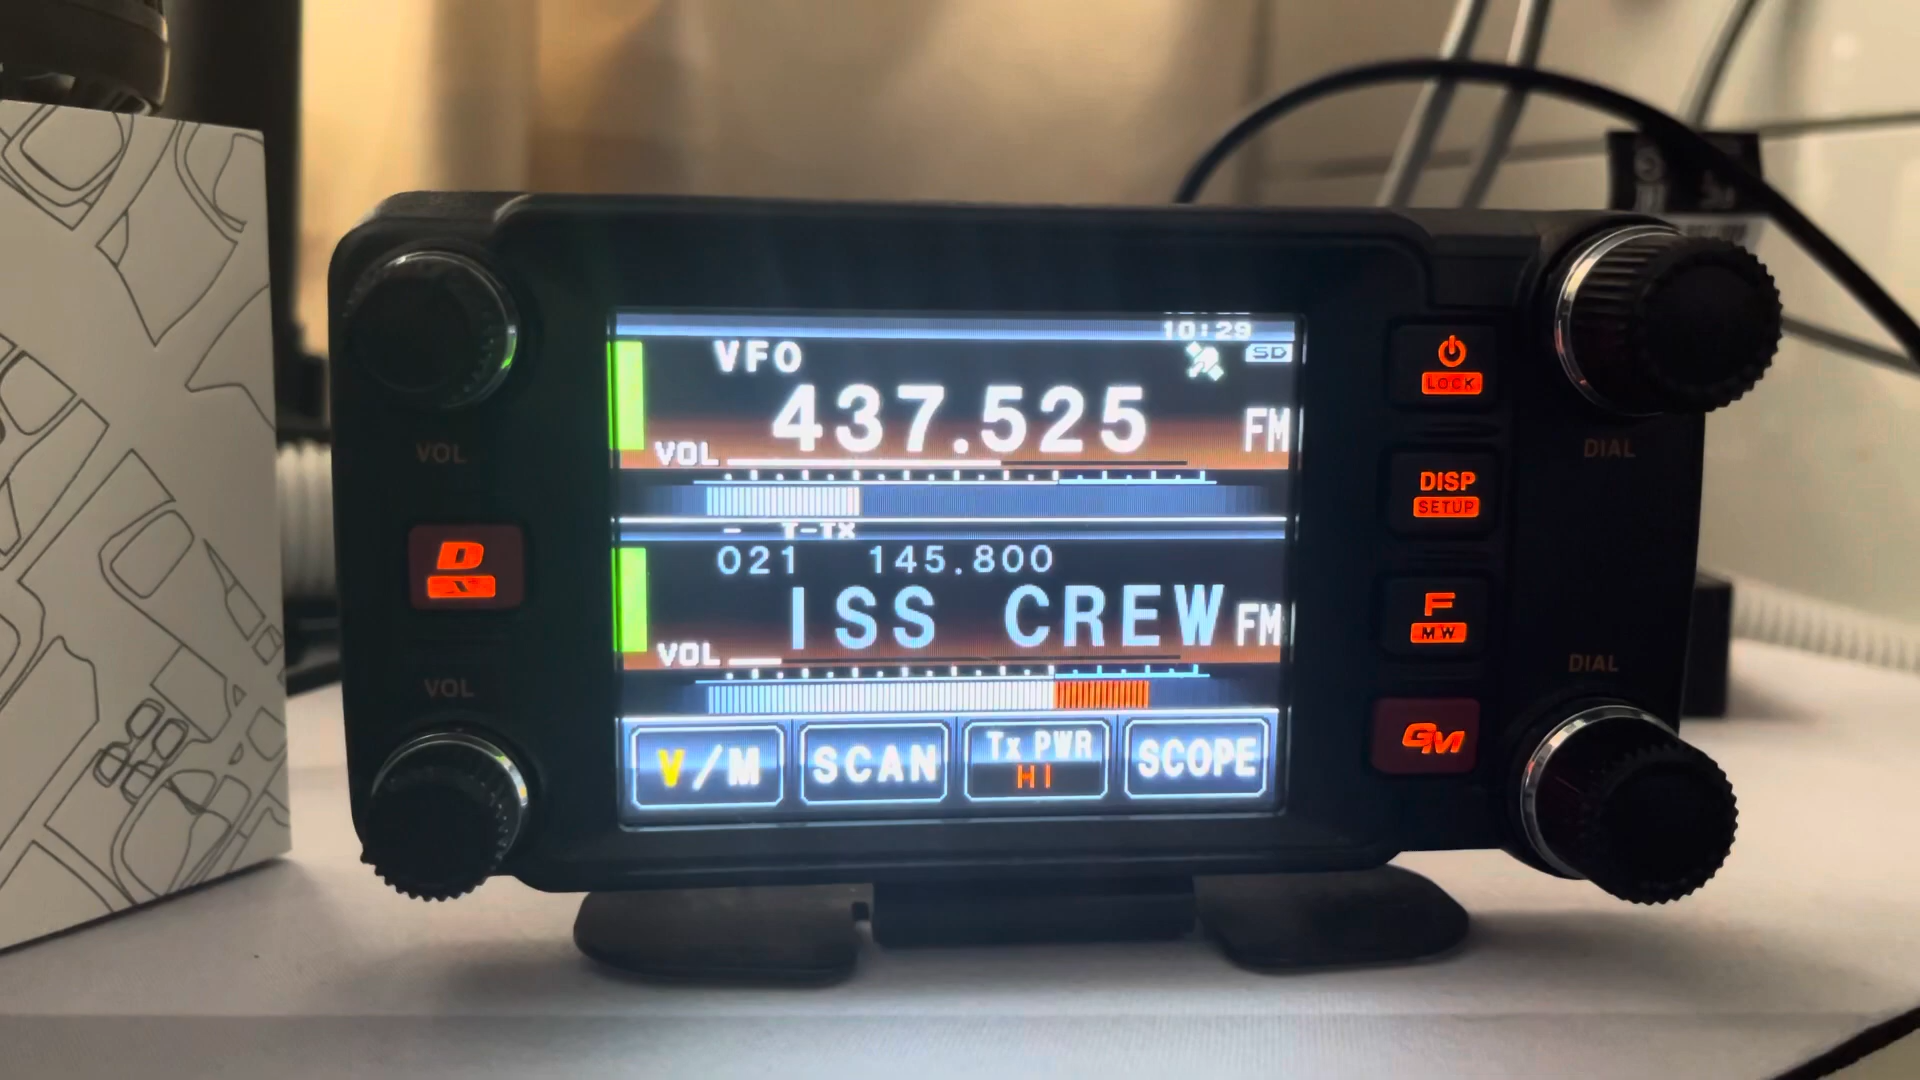 10:29
VFO
SD
437.525
FM
VOL
- T-TX
021 145.800
ISS CREW
FM
VOL
V/M
SCAN
Tx PWR
HI
SCOPE
VOL
D
X
VOL
LOCK
DISP
SETUP
F
MW
GM
DIAL
DIAL